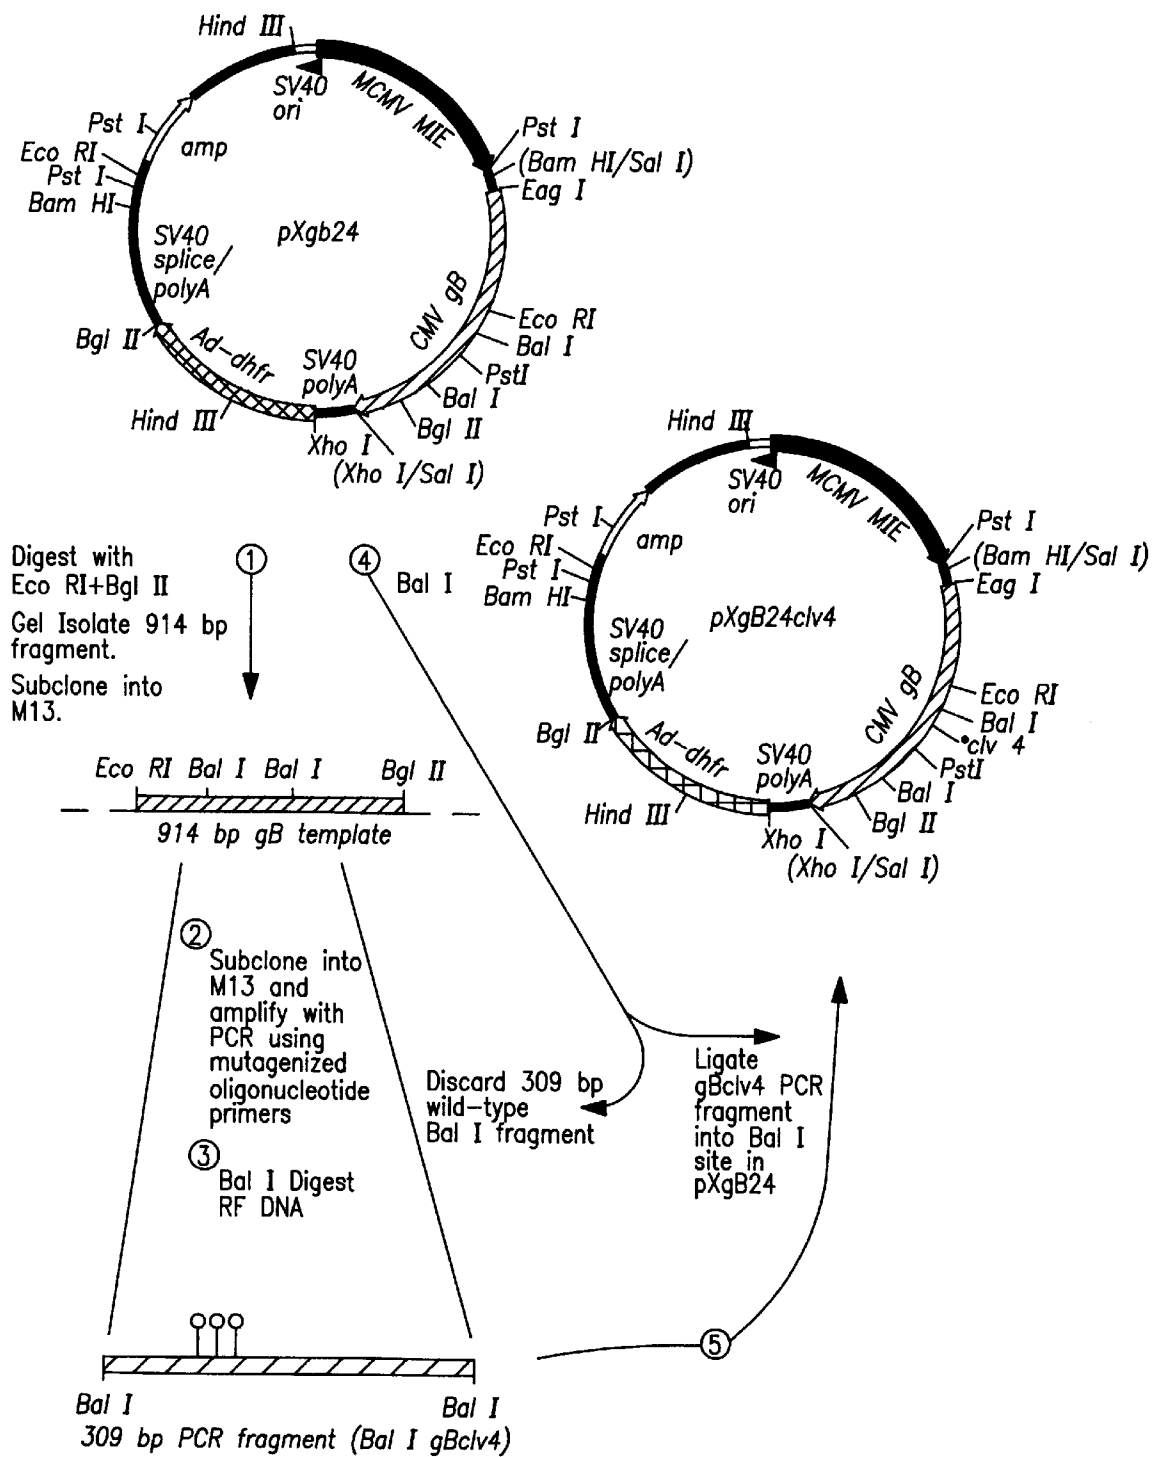 Hind III
SV40
ori
MCMV MIE
Pst I
(Bam HI/Sal I)
Eag I
Pst I
amp
Eco RI
Pst I
Bam HI
SV40
splice/
polyA
pXgb24
CMV gB
Eco RI
Bal I
PstI
Bal I
Bgl II
Bgl II
Ad-dhfr
SV40
polyA
Hind III
Xho I
(Xho I/Sal I)
Hind III
SV40
ori
MCMV MIE
Pst I
(Bam HI/Sal I)
Eag I
Pst I
amp
Eco RI
Pst I
Bam HI
SV40
splice/
polyA
pXgB24clv4
CMV gB
Eco RI
Bal I
•clv 4
PstI
Bal I
Bgl II
Bgl II
Ad-dhfr
SV40
polyA
Hind III
Xho I
(Xho I/Sal I)
Digest with
Eco RI+Bgl II
Gel Isolate 914 bp
fragment.
Subclone into
M13.
1
4
Bal I
Eco RI Bal I Bal I Bgl II
914 bp gB template
2
Subclone into
M13 and
amplify with
PCR using
mutagenized
oligonucleotide
primers
3
Bal I Digest
RF DNA
Discard 309 bp
wild-type
Bal I fragment
Ligate
gBclv4 PCR
fragment
into Bal I
site in
pXgB24
5
Bal I Bal I
309 bp PCR fragment (Bal I gBclv4)